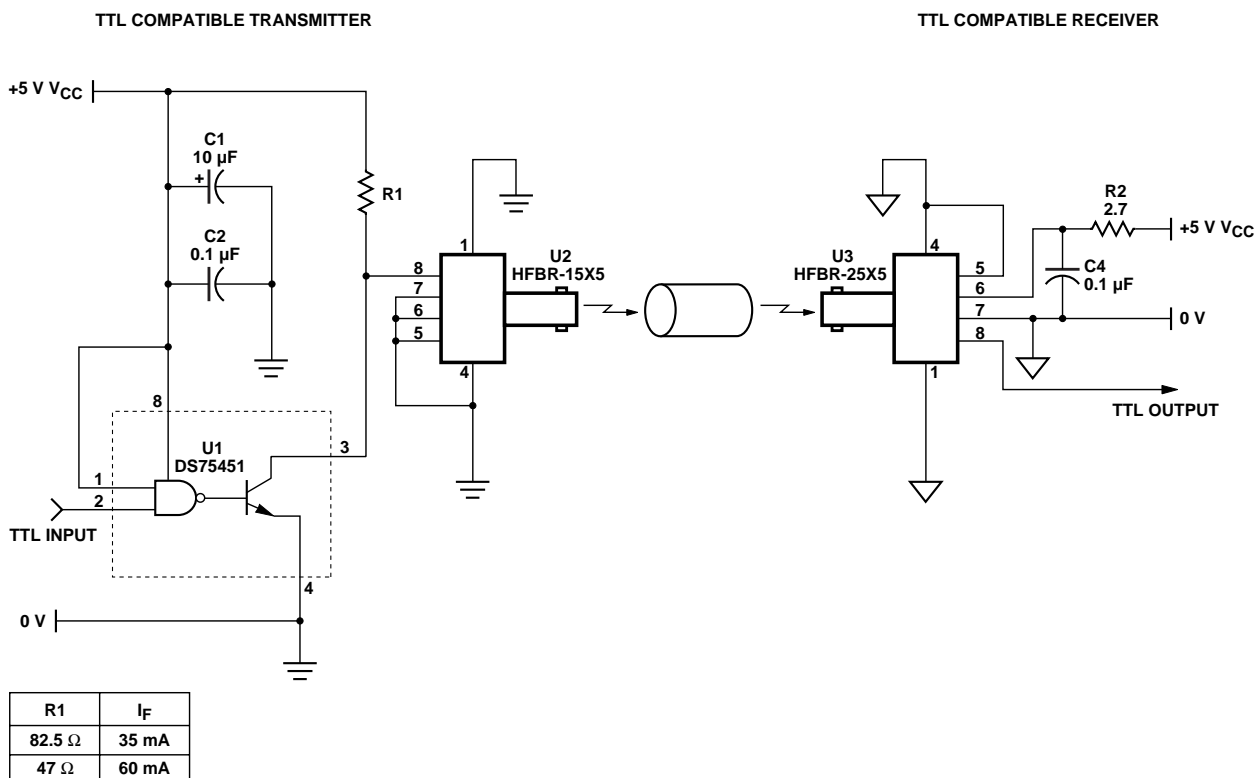 TTL COMPATIBLE TRANSMITTER
TTL COMPATIBLE RECEIVER
+5 V VCC
C1
10 µF
+
C2
0.1 µF
R1
8
1
2
TTL INPUT
U1
DS75451
3
4
0 V
1
8
7
6
5
4
U2
HFBR-15X5
U3
HFBR-25X5
4
5
6
7
8
1
R2
2.7
+5 V VCC
C4
0.1 µF
0 V
TTL OUTPUT
R1 IF
82.5 Ω 35 mA
47 Ω 60 mA